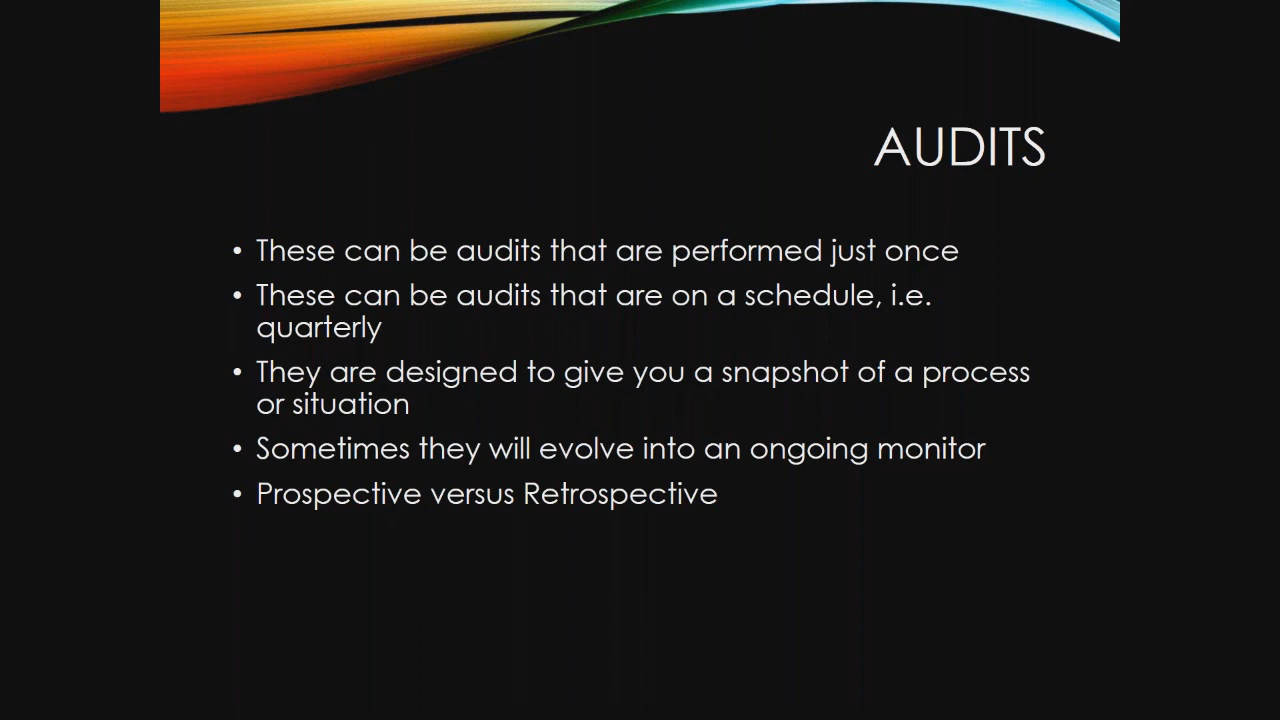 AUDITS
• These can be audits that are performed just once
• These can be audits that are on a schedule, i.e.
quarterly
• They are designed to give you a snapshot of a process
or situation
• Sometimes they will evolve into an ongoing monitor
• Prospective versus Retrospective